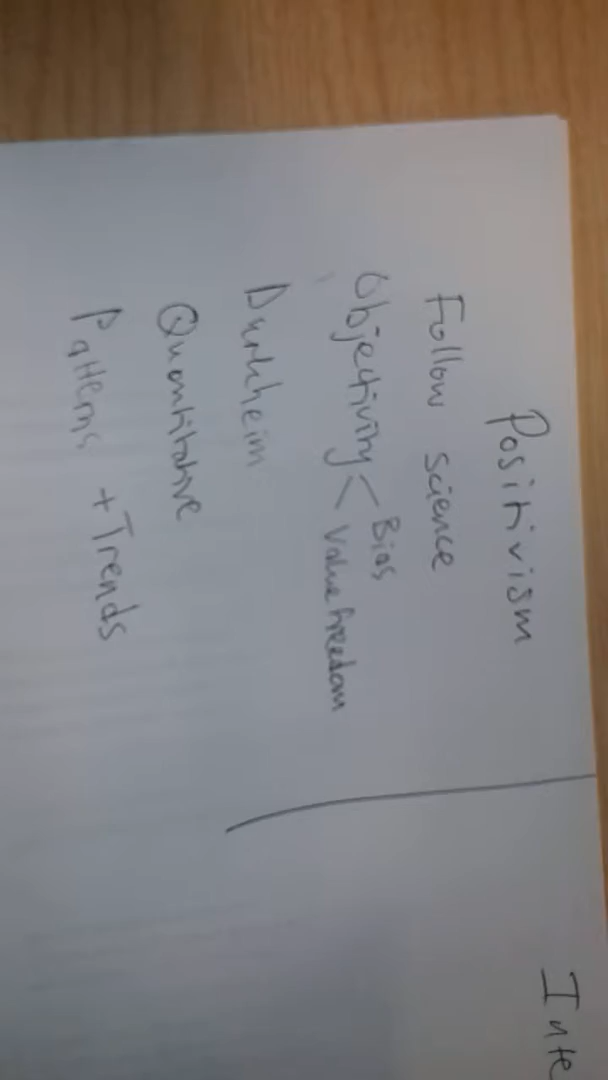 Positivism
Follow Science
Objectivity < Bias
Value freedom
Durkheim
Quantitative
Patterns + Trends
Inte